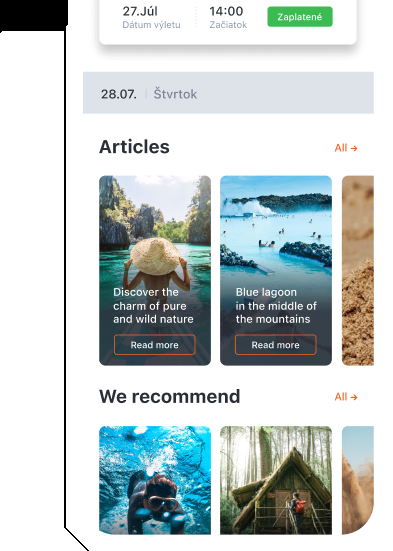 27.Júl
Dátum výletu
14:00
Začiatok
Zaplatené
28.07.
Štvrtok
Articles
All →
Discover the
charm of pure
and wild nature
Read more
Blue lagoon
in the middle of
the mountains
Read more
We recommend
All →